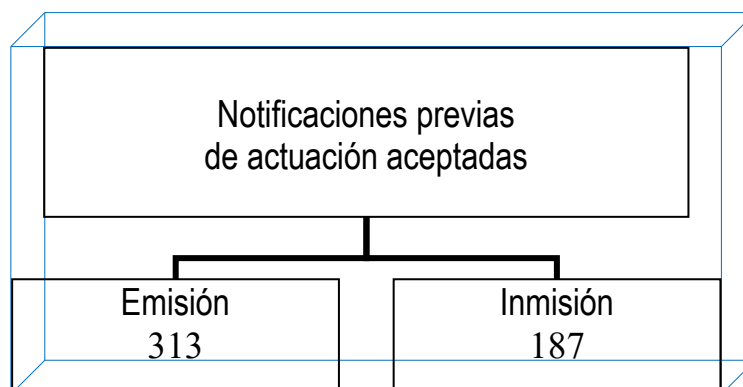 Notificaciones previas
de actuación aceptadas
Emisión
313
Inmisión
187